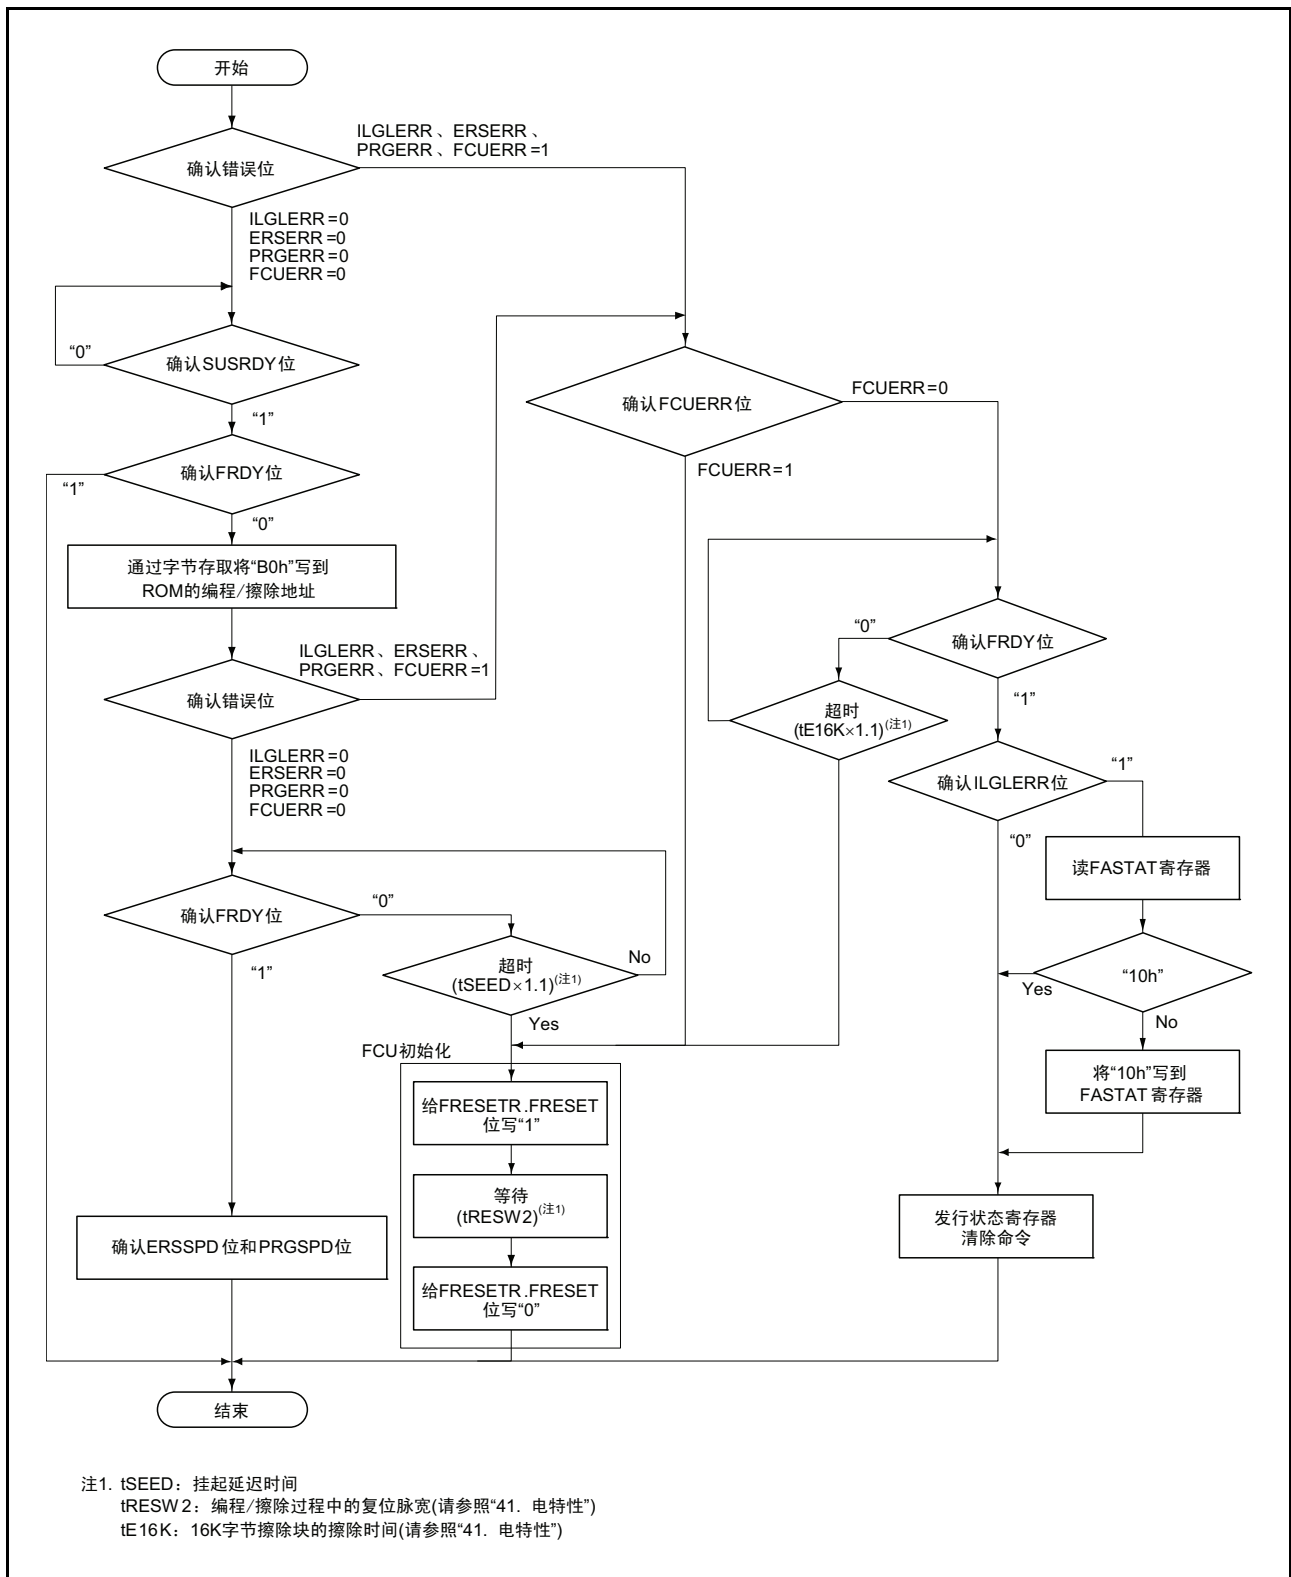 开始
ILGLERR、ERSERR、
PRGERR、FCUERR=1
确认错误位
ILGLERR=0
ERSERR=0
PRGERR=0
FCUERR=0
“0”
确认SUSRDY位
“1”
确认FCUERR位
FCUERR=0
FCUERR=1
确认FRDY位
“1”
“0”
通过字节存取将“B0h”写到
ROM的编程/擦除地址
ILGLERR、ERSERR、
PRGERR、FCUERR=1
确认错误位
ILGLERR=0
ERSERR=0
PRGERR=0
FCUERR=0
“0”
确认FRDY位
“1”
超时
(tE16K×1.1)(注1)
确认ILGLERR位
“1”
“0”
读FASTAT寄存器
“10h”
Yes
No
将“10h”写到
FASTAT寄存器
确认FRDY位
“0”
“1”
超时
(tSEED×1.1)(注1)
No
Yes
FCU初始化
给FRESETR.FRESET
位写“1”
等待
(tRESW2)(注1)
给FRESETR.FRESET
位写“0”
发行状态寄存器
清除命令
确认ERSSPD位和PRGSPD位
结束
注1. tSEED：挂起延迟时间
tRESW2：编程/擦除过程中的复位脉宽(请参照“41. 电特性”)
tE16K：16K字节擦除块的擦除时间(请参照“41. 电特性”)